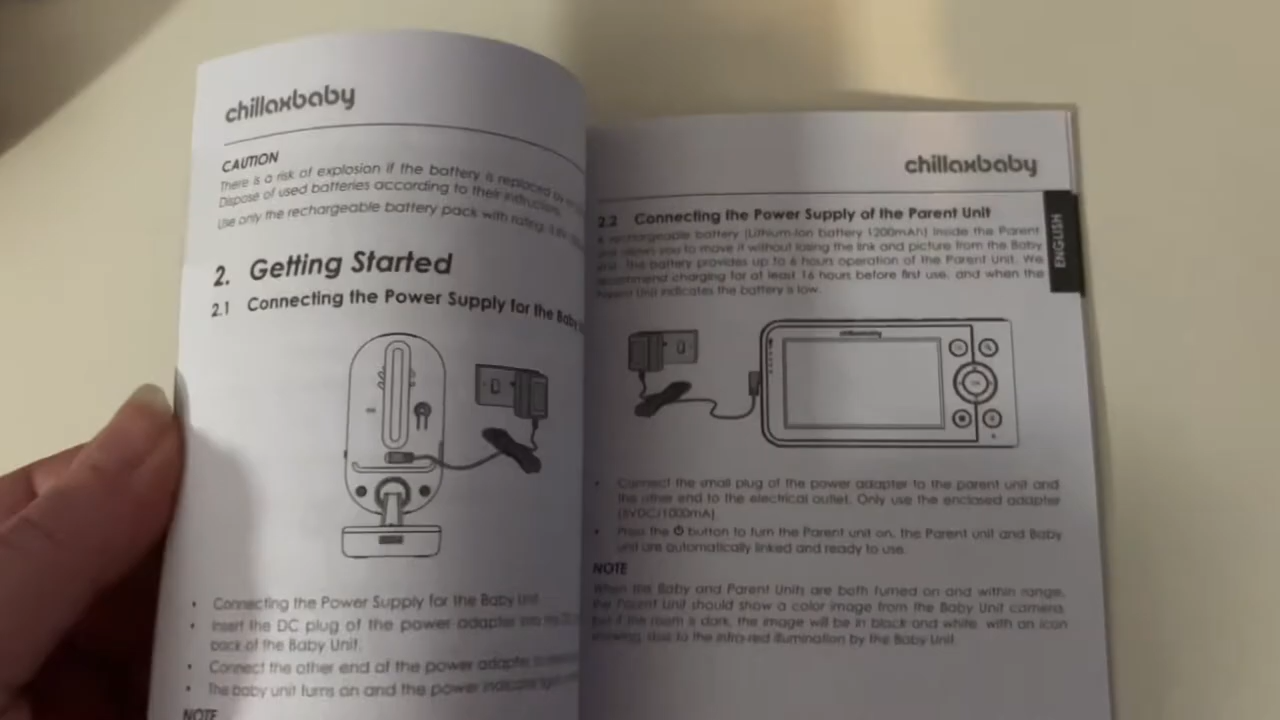 chillaxbaby
CAUTION
There is a risk of explosion if the battery is replaced by
Dispose of used batteries according to their instructions.
Use only the rechargeable battery pack with rating
2. Getting Started
2.1 Connecting the Power Supply for the Baby
• Connecting the Power Supply for the Baby Unit
• Insert the DC plug of the power adapter into the
back of the Baby Unit.
• Connect the other end of the power adapter
• The baby unit turns on and the power indicator
NOTE
chillaxbaby
ENGLISH
2.2 Connecting the Power Supply of the Parent Unit
A rechargeable battery (Lithium-Ion battery 1200mAh) inside the Parent
Unit allows you to move it without losing the link and picture from the Baby
Unit. The battery provides up to 6 hours operation of the Parent Unit. We
recommend charging for at least 16 hours before first use, and when the
Parent Unit indicates the battery is low.
chillaxbaby
• Connect the small plug of the power adapter to the parent unit and
the other end to the electrical outlet. Only use the enclosed adapter
• Press the button to turn the Parent unit on, the Parent unit and Baby
unit are automatically linked and ready to use.
NOTE
When the Baby and Parent Units are both turned on and within range,
the Parent Unit should show a color image from the Baby Unit camera,
but if the room is dark, the image will be in black and white, with an icon
showing, due to the infra-red illumination by the Baby Unit.